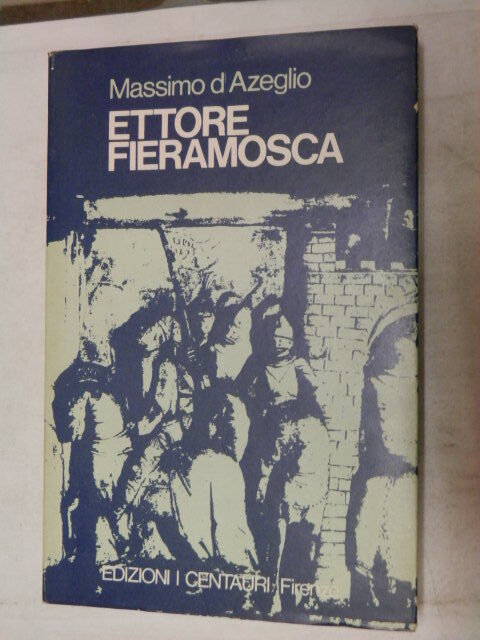 Massimo d'Azeglio
ETTORE
FIERAMOSCA
EDIZIONI I CENTAURI: Firenze